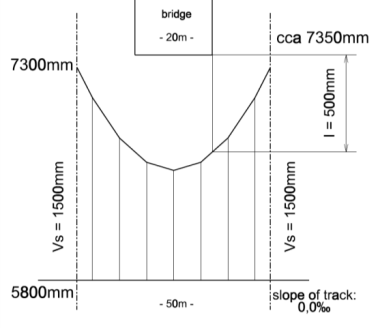 bridge
- 20m -
cca 7350mm
7300mm
l = 500mm
Vs = 1500mm
Vs = 1500mm
5800mm
- 50m -
slope of track:
0,0‰